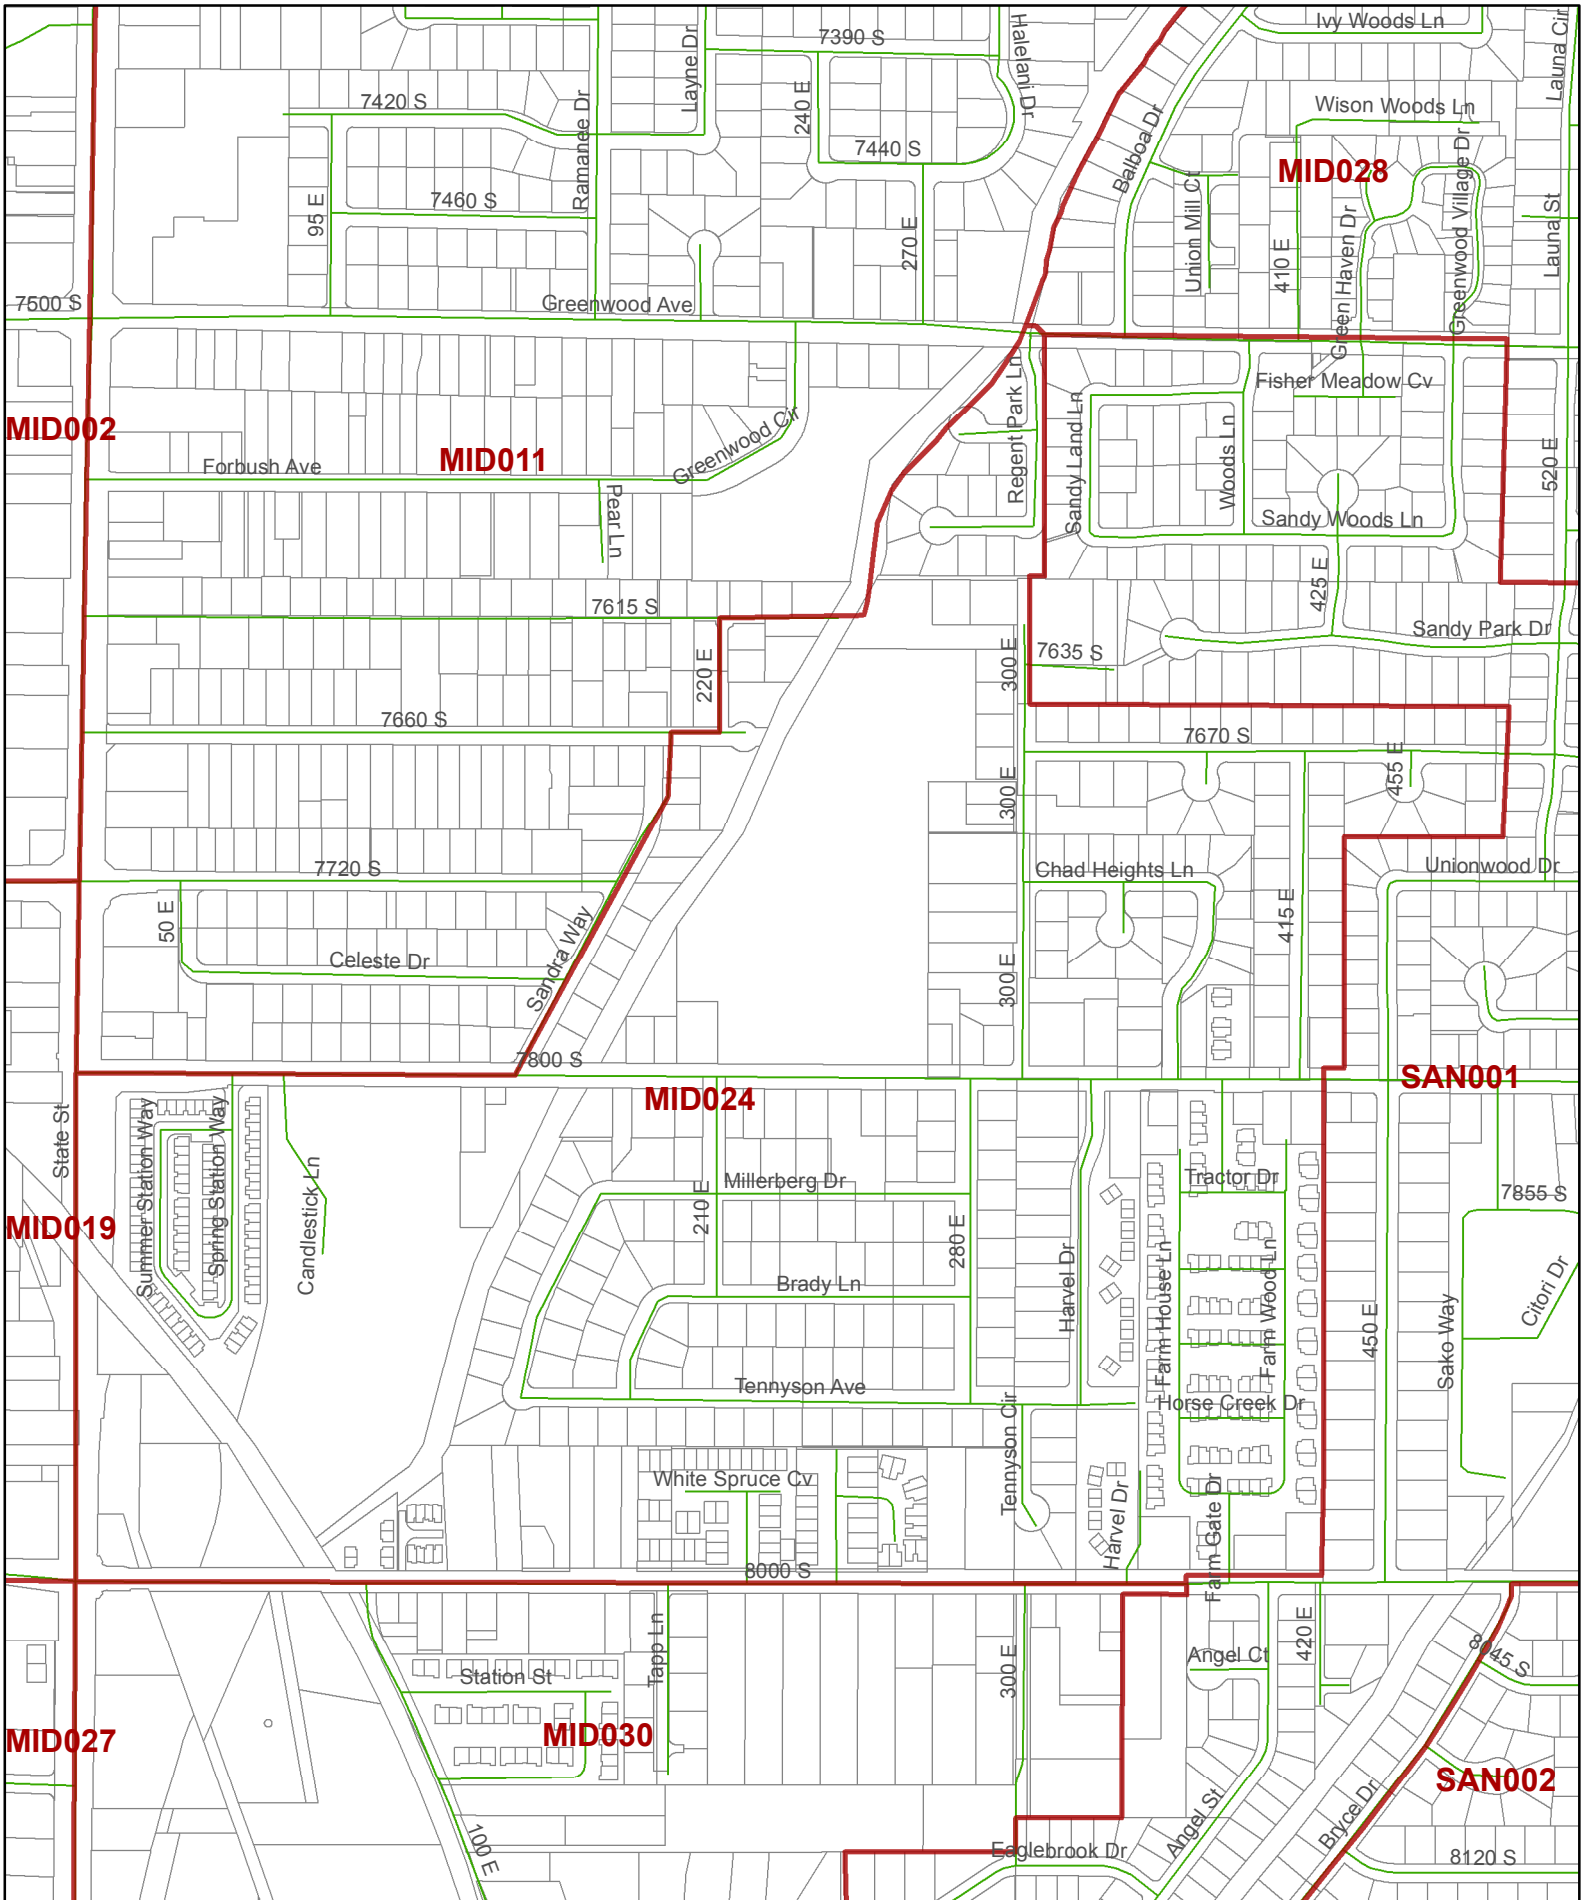 Ivy Woods Ln
Launa Cir
Halelani Dr
Layne Dr
7390 S
240 E
7420 S
Ramanee Dr
Wison Woods Ln
Balboa Dr
7440 S
MID028
Greenwood Village Dr
95 E
7460 S
270 E
Union Mill Ct
410 E
Green Haven Dr
Launa St
7500 S
Greenwood Ave
Regent Park Ln
Fisher Meadow Cv
MID002
MID011
Forbush Ave
Greenwood Cir
Sandy Land Ln
Woods Ln
520 E
Pear Ln
Sandy Woods Ln
425 E
7615 S
Sandy Park Dr
220 E
300 E
7635 S
7660 S
7670 S
455 E
300 E
7720 S
Chad Heights Ln
Unionwood Dr
50 E
415 E
Celeste Dr
Sandra Way
300 E
7800 S
SAN001
MID024
State St
Summer Station Way
Spring Station Way
Candlestick Ln
Millerberg Dr
210 E
Tractor Dr
7855 S
MID019
280 E
Harvel Dr
Farm House Ln
Farm Wood Ln
Brady Ln
450 E
Sako Way
Citori Dr
Tennyson Ave
Horse Creek Dr
Tennyson Cir
White Spruce Cv
Harvel Dr
Farm Gate Dr
8000 S
Tapp Ln
300 E
Angel Ct
420 E
8045 S
Station St
MID027
MID030
SAN002
Bryce Dr
Angel St
100 E
Eaglebrook Dr
8120 S